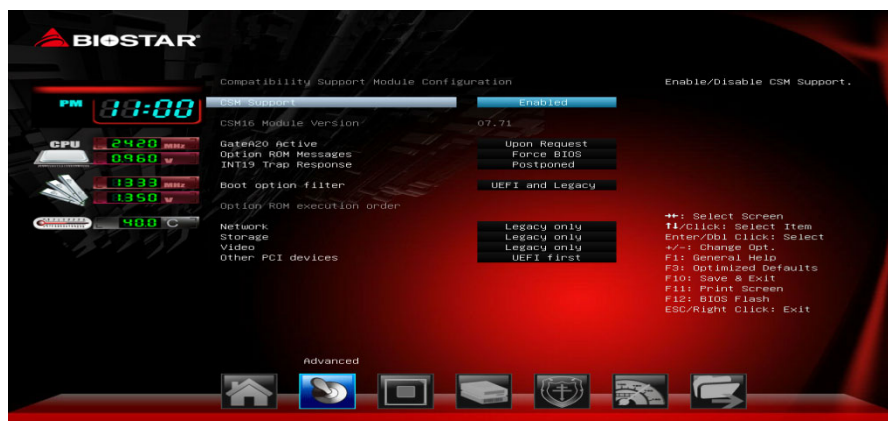 BIOSTAR
Compatibility Support Module Configuration
Enable/Disable CSM Support.
PM 11:00
CSM Support Enabled
CSM16 Module Version 07.71
CPU 2420 MHz
0.960 V
GateA20 Active Upon Request
Option ROM Messages Force BIOS
INT19 Trap Response Postponed
1333 MHz
1.350 V
Boot option filter UEFI and Legacy
Option ROM execution order
40.0 C
Network Legacy only
Storage Legacy only
Video Legacy only
Other PCI devices UEFI first
→←: Select Screen
↑↓/Click: Select Item
Enter/Dbl Click: Select
+/-: Change Opt.
F1: General Help
F3: Optimized Defaults
F10: Save & Exit
F11: Print Screen
F12: BIOS Flash
ESC/Right Click: Exit
Advanced